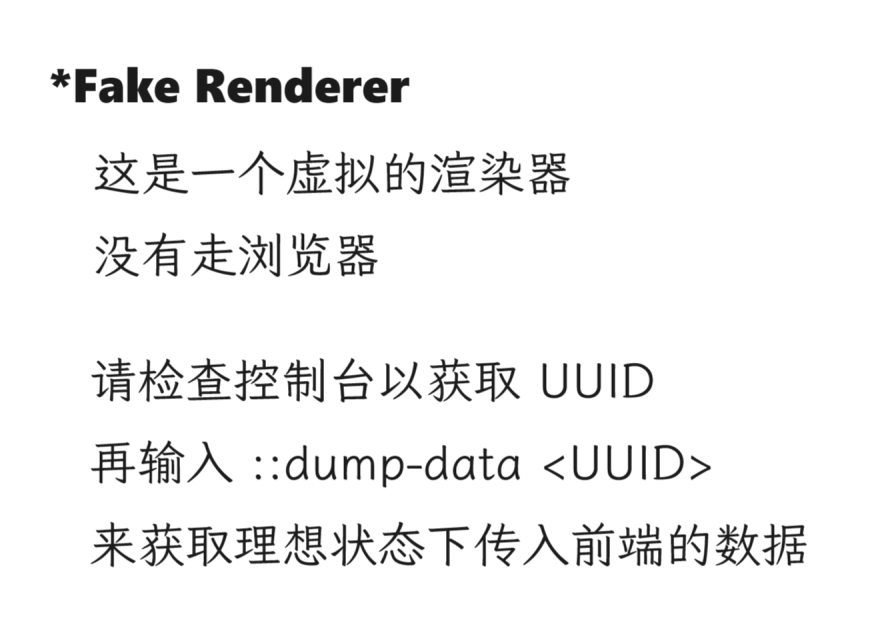 *Fake Renderer
这是一个虚拟的渲染器
没有走浏览器
请检查控制台以获取 UUID
再输入 ::dump-data <UUID>
来获取理想状态下传入前端的数据